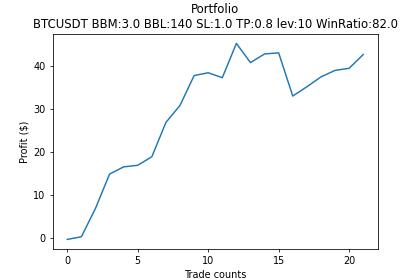 Portfolio
BTCUSDT BBM:3.0 BBL:140 SL:1.0 TP:0.8 lev:10 WinRatio:82.0
40
30
20
10
0
Profit ($)
0 5 10 15 20
Trade counts